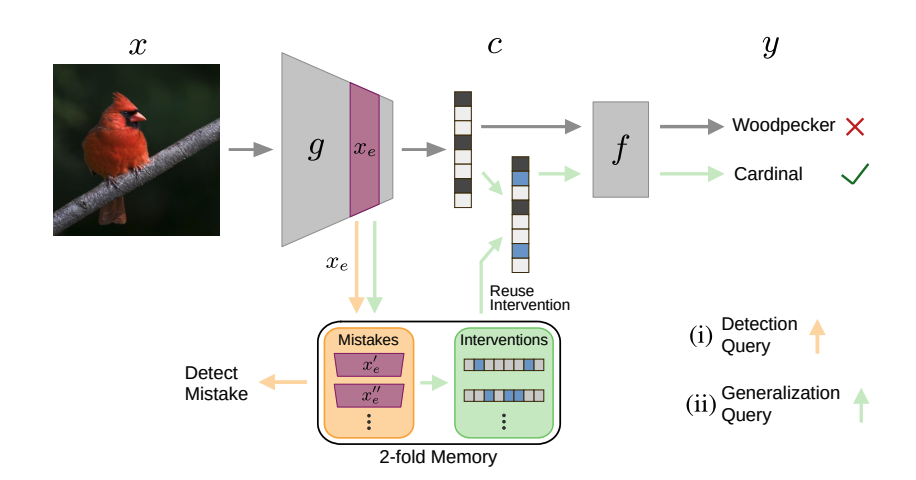 x
c
y
g
x_e
f
Woodpecker
Cardinal
x_e
Reuse
Intervention
Mistakes
Interventions
x'_e
x''_e
Detect
Mistake
2-fold Memory
(i) Detection
Query
(ii) Generalization
Query